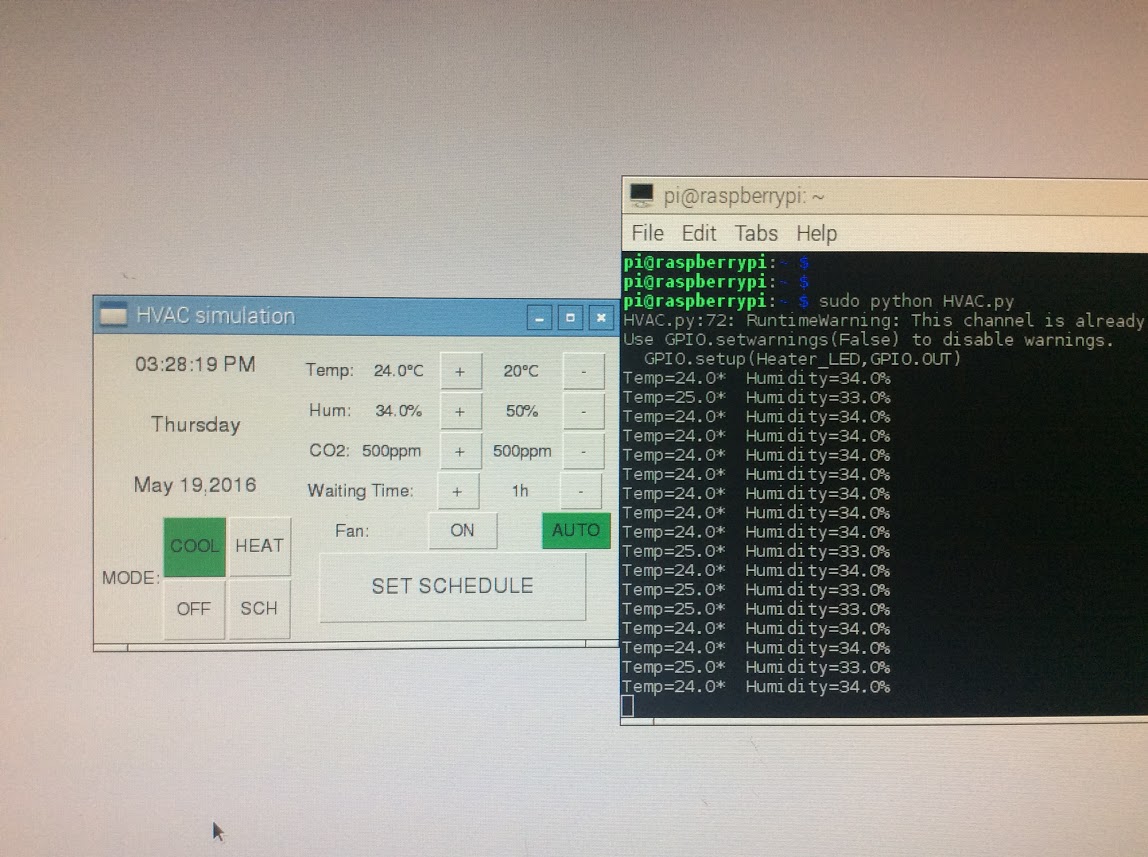 HVAC simulation
03:28:19 PM
Thursday
May 19,2016
Temp: 24.0°C + 20°C -
Hum: 34.0% + 50% -
CO2: 500ppm + 500ppm -
Waiting Time: + 1h -
Fan: ON AUTO
MODE:
COOL HEAT
OFF SCH
SET SCHEDULE
pi@raspberrypi: ~
File Edit Tabs Help
pi@raspberrypi:~ $
pi@raspberrypi:~ $
pi@raspberrypi:~ $ sudo python HVAC.py
HVAC.py:72: RuntimeWarning: This channel is already
Use GPIO.setwarnings(False) to disable warnings.
GPIO.setup(Heater_LED,GPIO.OUT)
Temp=24.0* Humidity=34.0%
Temp=25.0* Humidity=33.0%
Temp=24.0* Humidity=34.0%
Temp=24.0* Humidity=34.0%
Temp=24.0* Humidity=34.0%
Temp=24.0* Humidity=34.0%
Temp=24.0* Humidity=34.0%
Temp=24.0* Humidity=34.0%
Temp=24.0* Humidity=34.0%
Temp=25.0* Humidity=33.0%
Temp=24.0* Humidity=34.0%
Temp=25.0* Humidity=33.0%
Temp=25.0* Humidity=33.0%
Temp=24.0* Humidity=34.0%
Temp=24.0* Humidity=34.0%
Temp=25.0* Humidity=33.0%
Temp=24.0* Humidity=34.0%